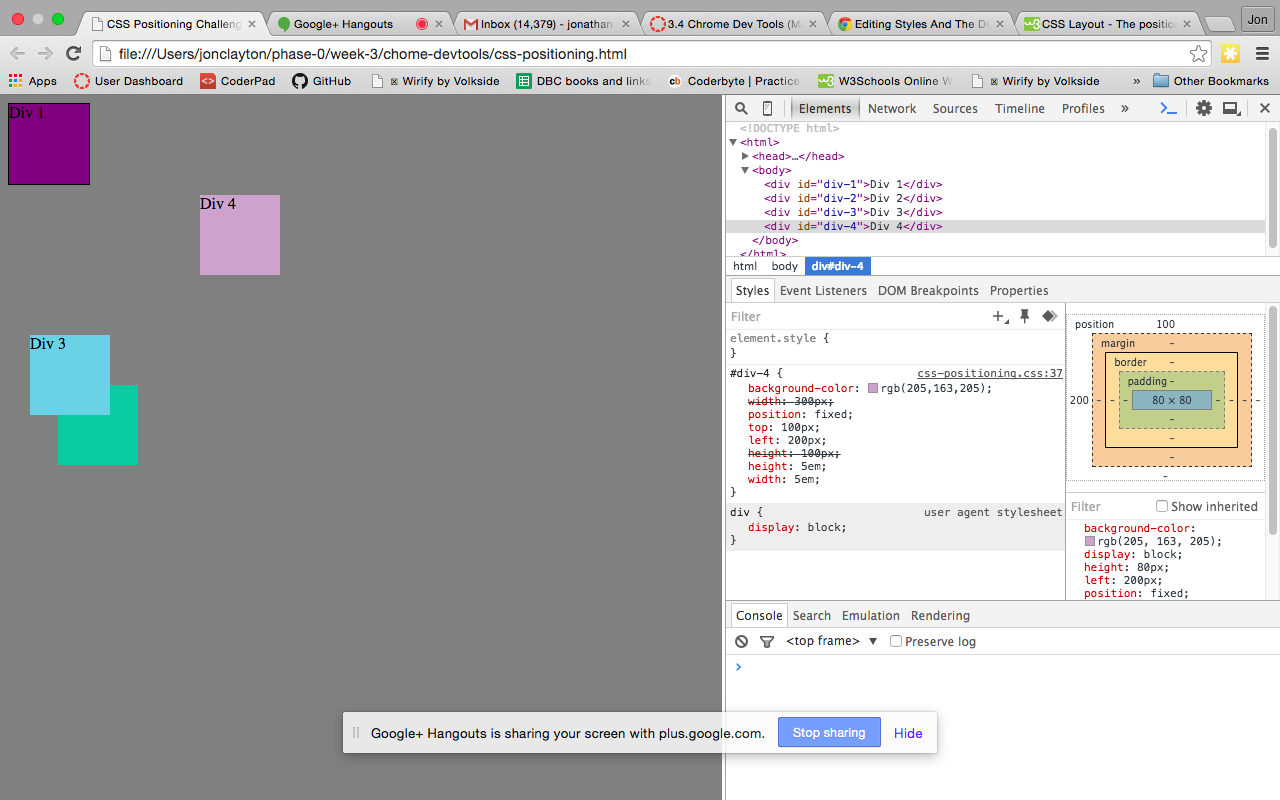 CSS Positioning Challeng
Google+ Hangouts
Inbox (14,379) - jonathan
3.4 Chrome Dev Tools (M
Editing Styles And The D
CSS Layout - The position
Jon
file:///Users/jonclayton/phase-0/week-3/chome-devtools/css-positioning.html
Apps
User Dashboard
CoderPad
GitHub
Wirify by Volkside
DBC books and links
Coderbyte | Practice
W3Schools Online W
Wirify by Volkside
»
Other Bookmarks
Div 1
Div 4
Div 3
Elements
Network
Sources
Timeline
Profiles
»
<!DOCTYPE html>
<html>
<head>…</head>
<body>
<div id="div-1">Div 1</div>
<div id="div-2">Div 2</div>
<div id="div-3">Div 3</div>
<div id="div-4">Div 4</div>
</body>
</html>
html body div#div-4
Styles Event Listeners DOM Breakpoints Properties
Filter
element.style {
}
#div-4 { css-positioning.css:37
background-color: rgb(205,163,205);
width: 300px;
position: fixed;
top: 100px;
left: 200px;
height: 100px;
height: 5em;
width: 5em;
}
div { user agent stylesheet
display: block;
}
position 100
margin -
border -
padding -
200 - - - 80 × 80 - - - -
-
-
-
-
Filter Show inherited
background-color:
rgb(205, 163, 205);
display: block;
height: 80px;
left: 200px;
position: fixed;
Console Search Emulation Rendering
<top frame> ▼ Preserve log
>
Google+ Hangouts is sharing your screen with plus.google.com. Stop sharing Hide